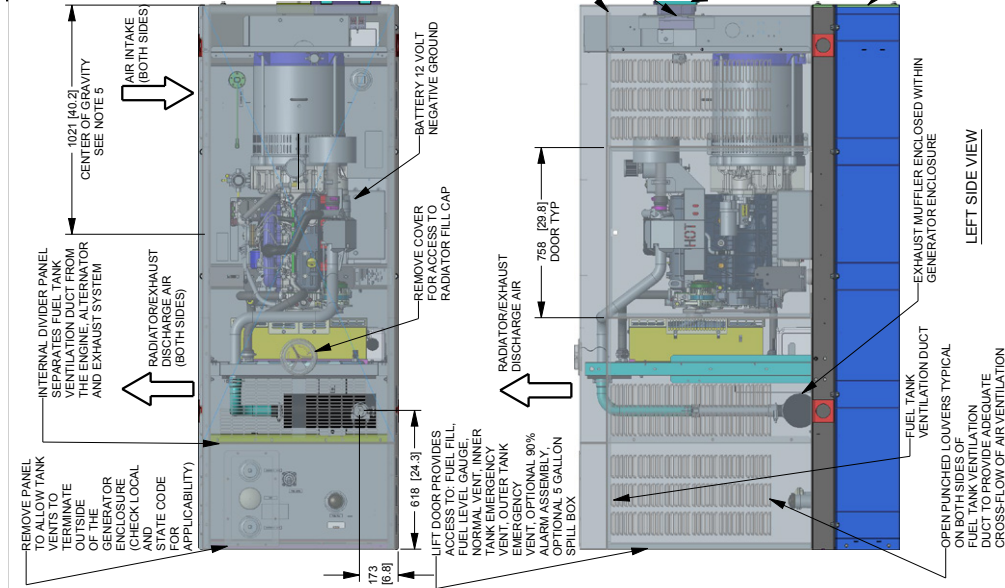 1021 [40.2]
CENTER OF GRAVITY
SEE NOTE 5
AIR INTAKE
(BOTH SIDES)
BATTERY 12 VOLT
NEGATIVE GROUND
INTERNAL DIVIDER PANEL
SEPARATES FUEL TANK
VENTILATION DUCT FROM
THE ENGINE, ALTERNATOR
AND EXHAUST SYSTEM
RADIATOR/EXHAUST
DISCHARGE AIR
(BOTH SIDES)
REMOVE COVER
FOR ACCESS TO
RADIATOR FILL CAP
REMOVE PANEL
TO ALLOW TANK
VENTS TO
TERMINATE
OUTSIDE
OF THE
GENERATOR
ENCLOSURE
(CHECK LOCAL
AND
STATE CODE
FOR
APPLICABILITY)
173
[6.8]
618 [24.3]
LIFT DOOR PROVIDES
ACCESS TO: FUEL FILL,
FUEL LEVEL GAUGE,
NORMAL VENT, INNER
TANK EMERGENCY
VENT, OUTER TANK
EMERGENCY
VENT, OPTIONAL 90%
ALARM ASSEMBLY,
OPTIONAL 5 GALLON
SPILL BOX
RADIATOR/EXHAUST
DISCHARGE AIR
758 [29.8]
DOOR TYP
HOT
EXHAUST MUFFLER ENCLOSED WITHIN
GENERATOR ENCLOSURE
LEFT SIDE VIEW
FUEL TANK
VENTILATION DUCT
OPEN PUNCHED LOUVERS TYPICAL
ON BOTH SIDES OF
FUEL TANK VENTILATION
DUCT TO PROVIDE ADEQUATE
CROSS-FLOW OF AIR VENTILATION